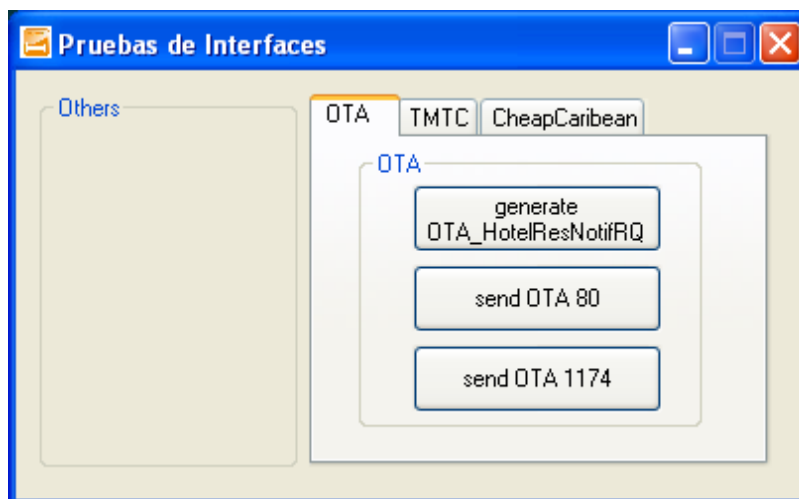 Pruebas de Interfaces
Others
OTA
TMTC
CheapCaribean
OTA
generate
OTA_HotelResNotifRQ
send OTA 80
send OTA 1174